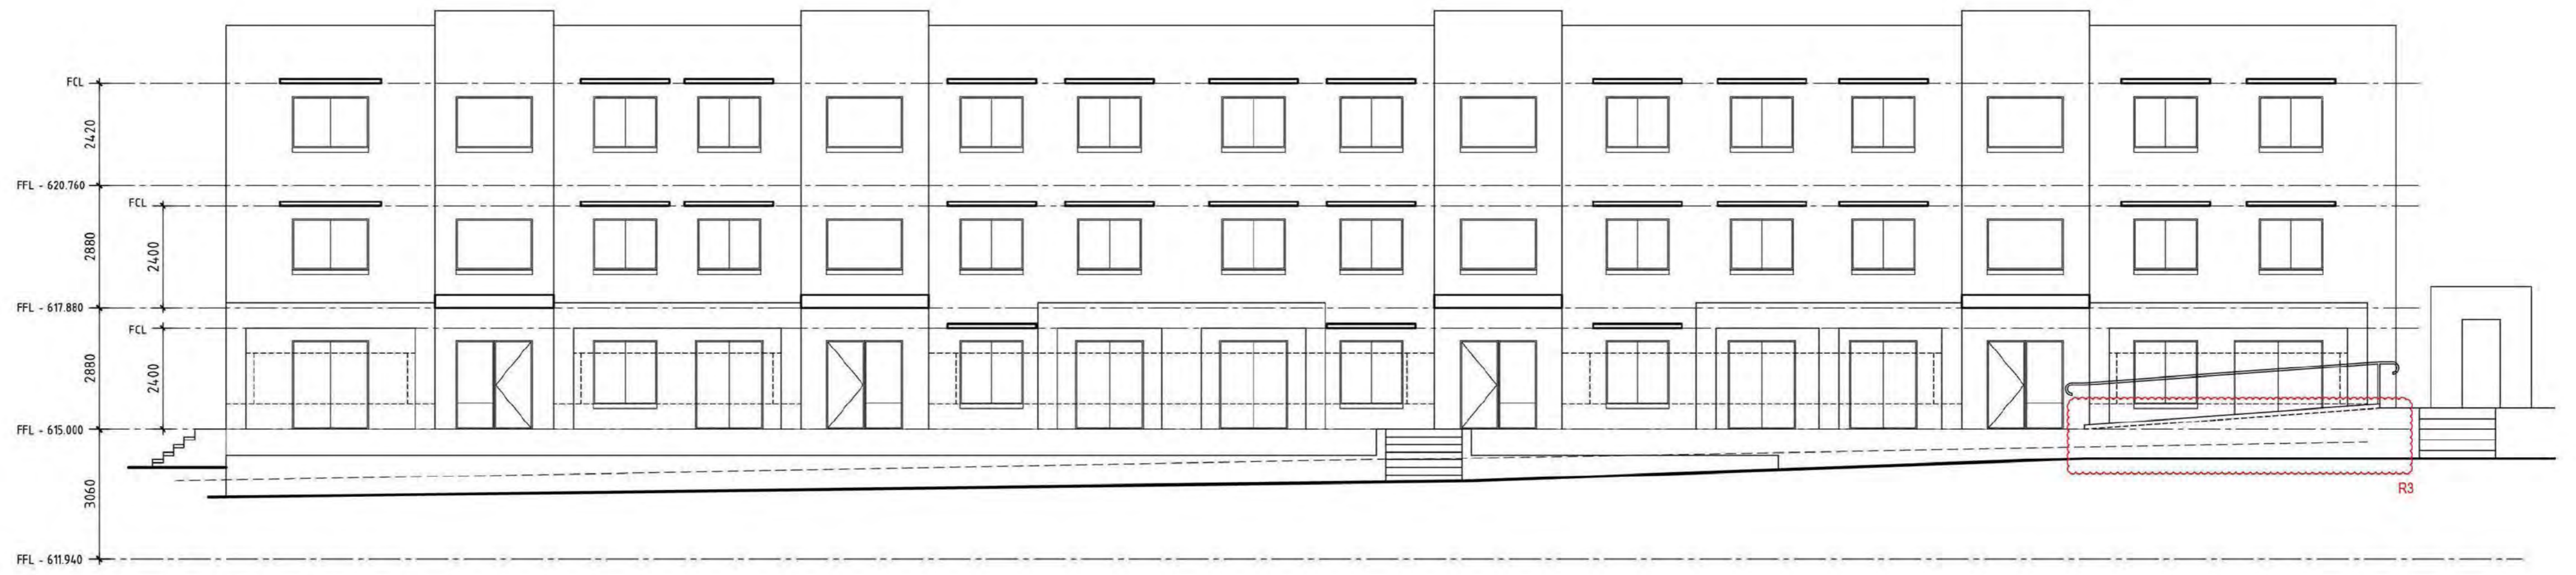 FCL
2420
FFL - 620.760
FCL
2880
2400
FFL - 617.880
FCL
2880
2400
FFL - 615.000
3060
R3
FFL - 611.940